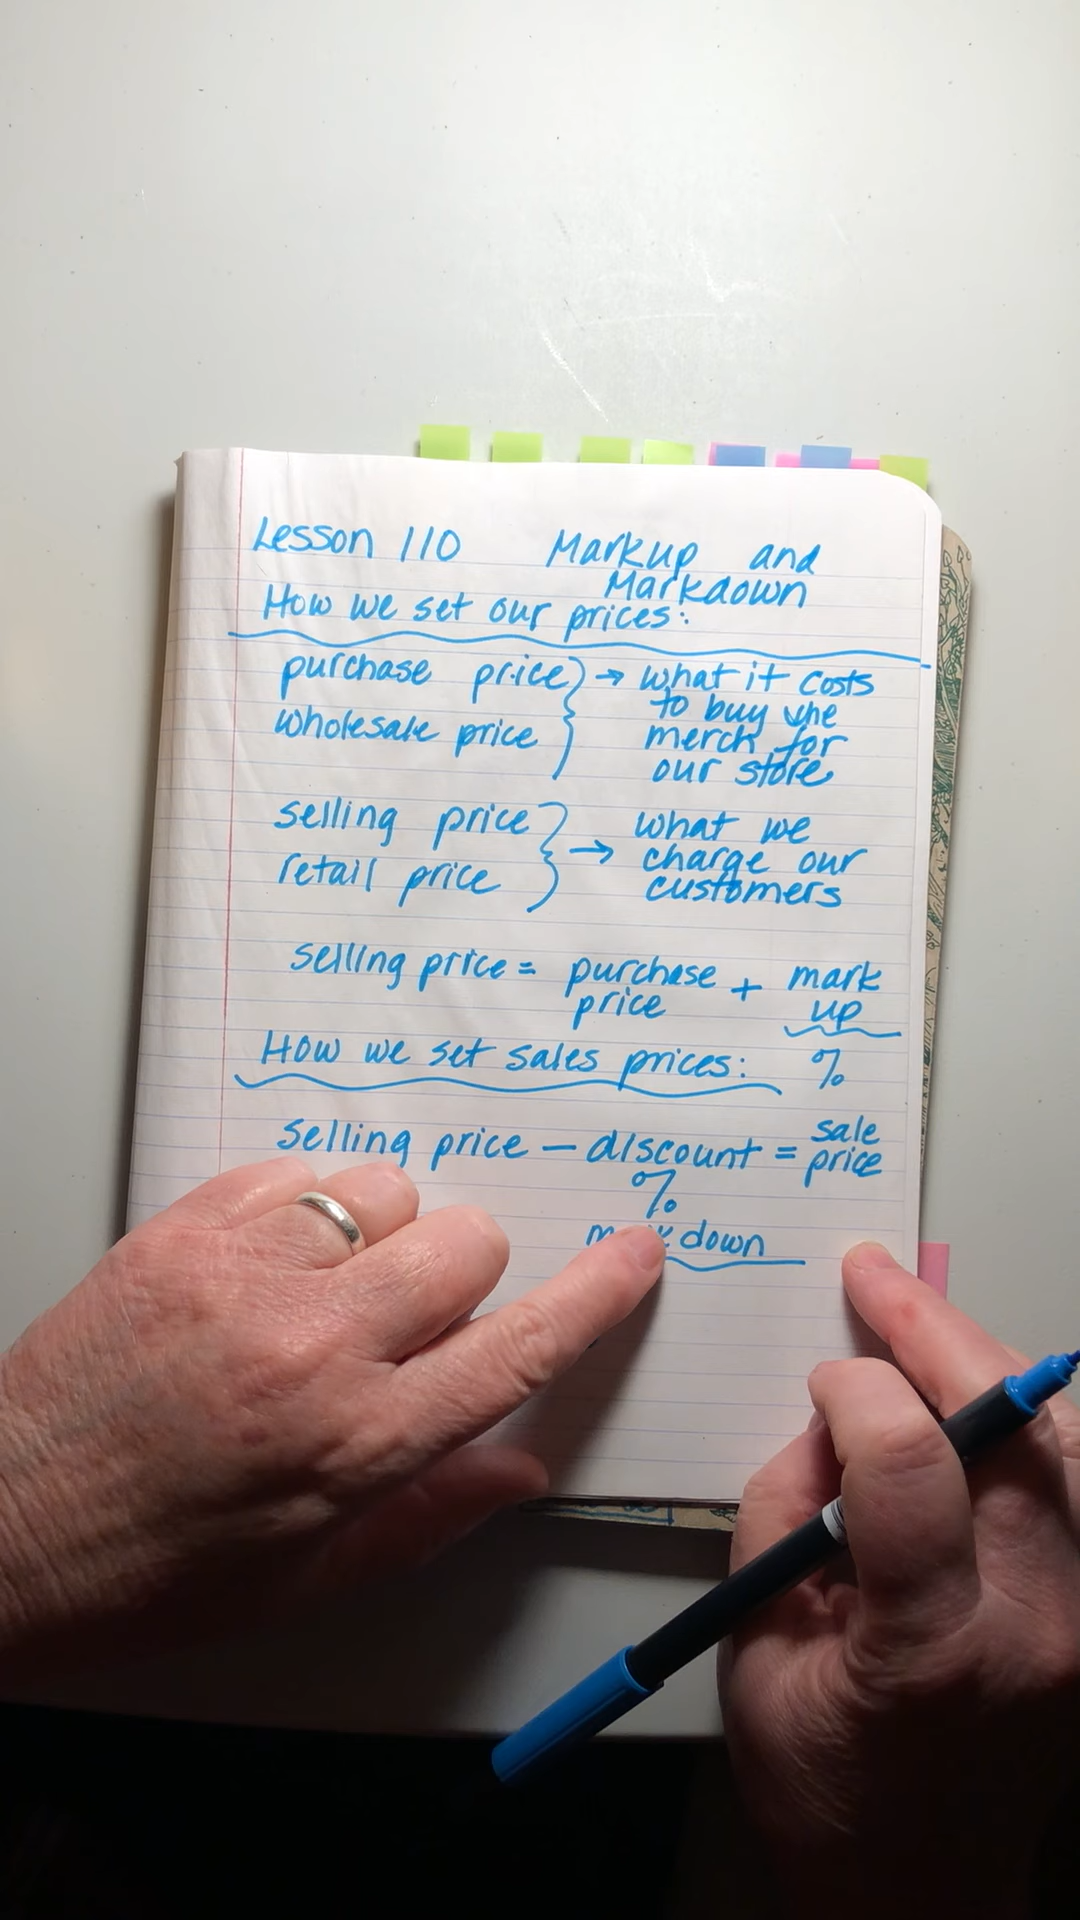 Lesson 110 Markup and
Markdown
How we set our prices:
purchase price } → what it costs
to buy the
wholesale price merch for
our store
selling price } → what we
charge our
retail price customers
selling price = purchase + mark
price up
How we set sales prices: %
selling price - discount = sale
price
%
markdown